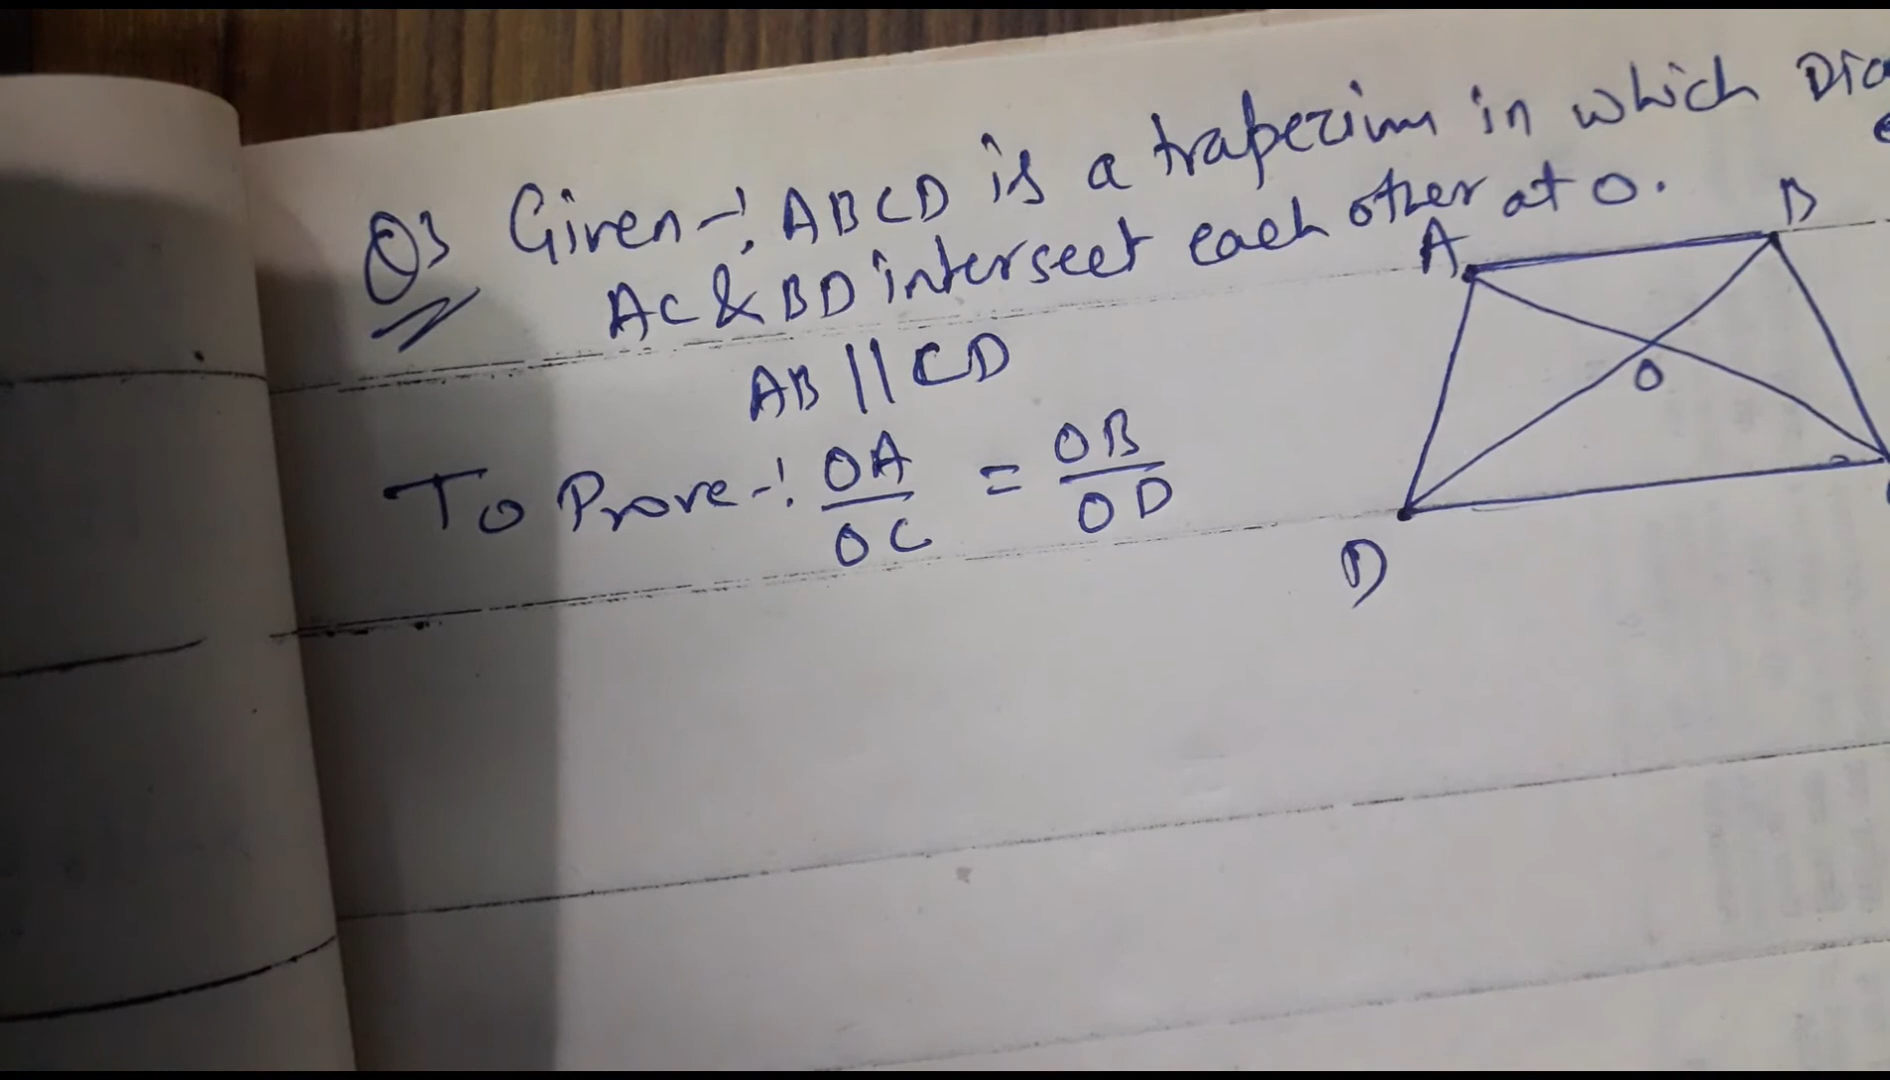 Q3 Given-: ABCD is a trapezium in which
AC & BD intersect each other at O.
AB || CD
To Prove-: OA/OC = OB/OD
A
B
O
D